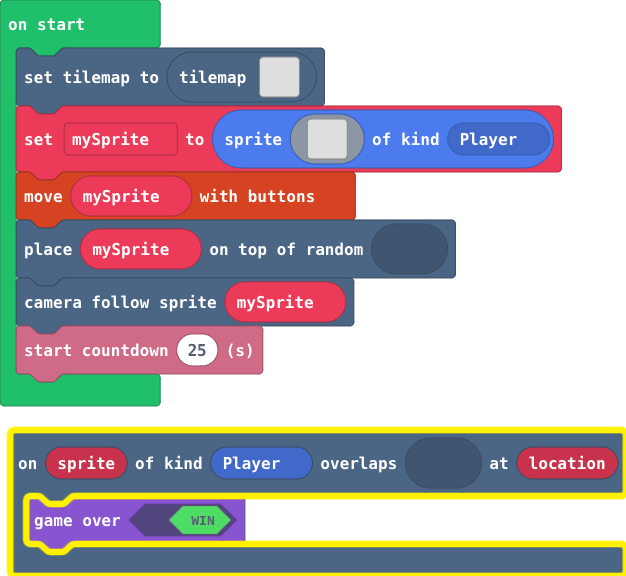 on start
set tilemap to tilemap
set mySprite to sprite of kind Player
move mySprite with buttons
place mySprite on top of random
camera follow sprite mySprite
start countdown 25 (s)
on sprite of kind Player overlaps at location
game over WIN